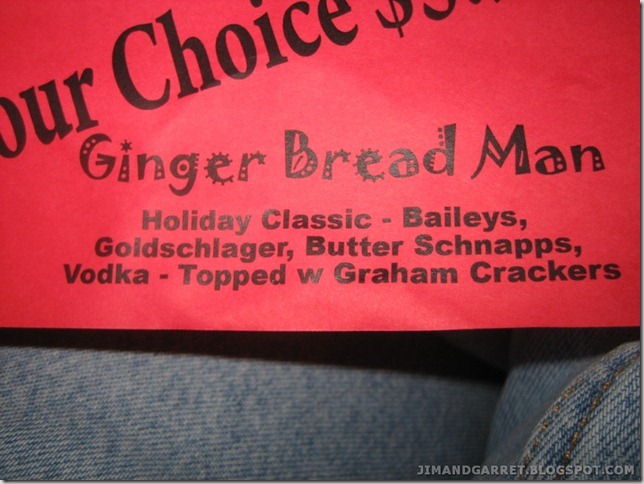 our Choice
Ginger Bread Man
Holiday Classic - Baileys,
Goldschlager, Butter Schnapps,
Vodka - Topped w Graham Crackers
JIMANDGARRET.BLOGSPOT.COM